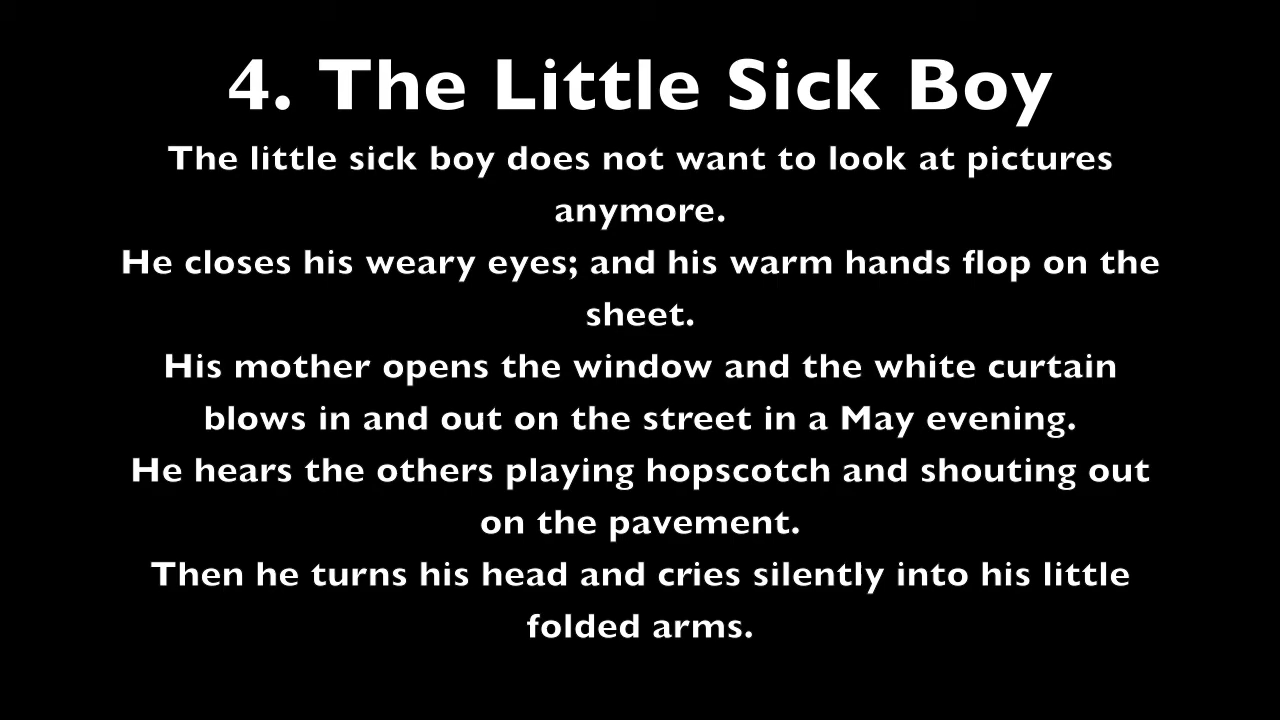 4. The Little Sick Boy
The little sick boy does not want to look at pictures
anymore.
He closes his weary eyes; and his warm hands flop on the
sheet.
His mother opens the window and the white curtain
blows in and out on the street in a May evening.
He hears the others playing hopscotch and shouting out
on the pavement.
Then he turns his head and cries silently into his little
folded arms.